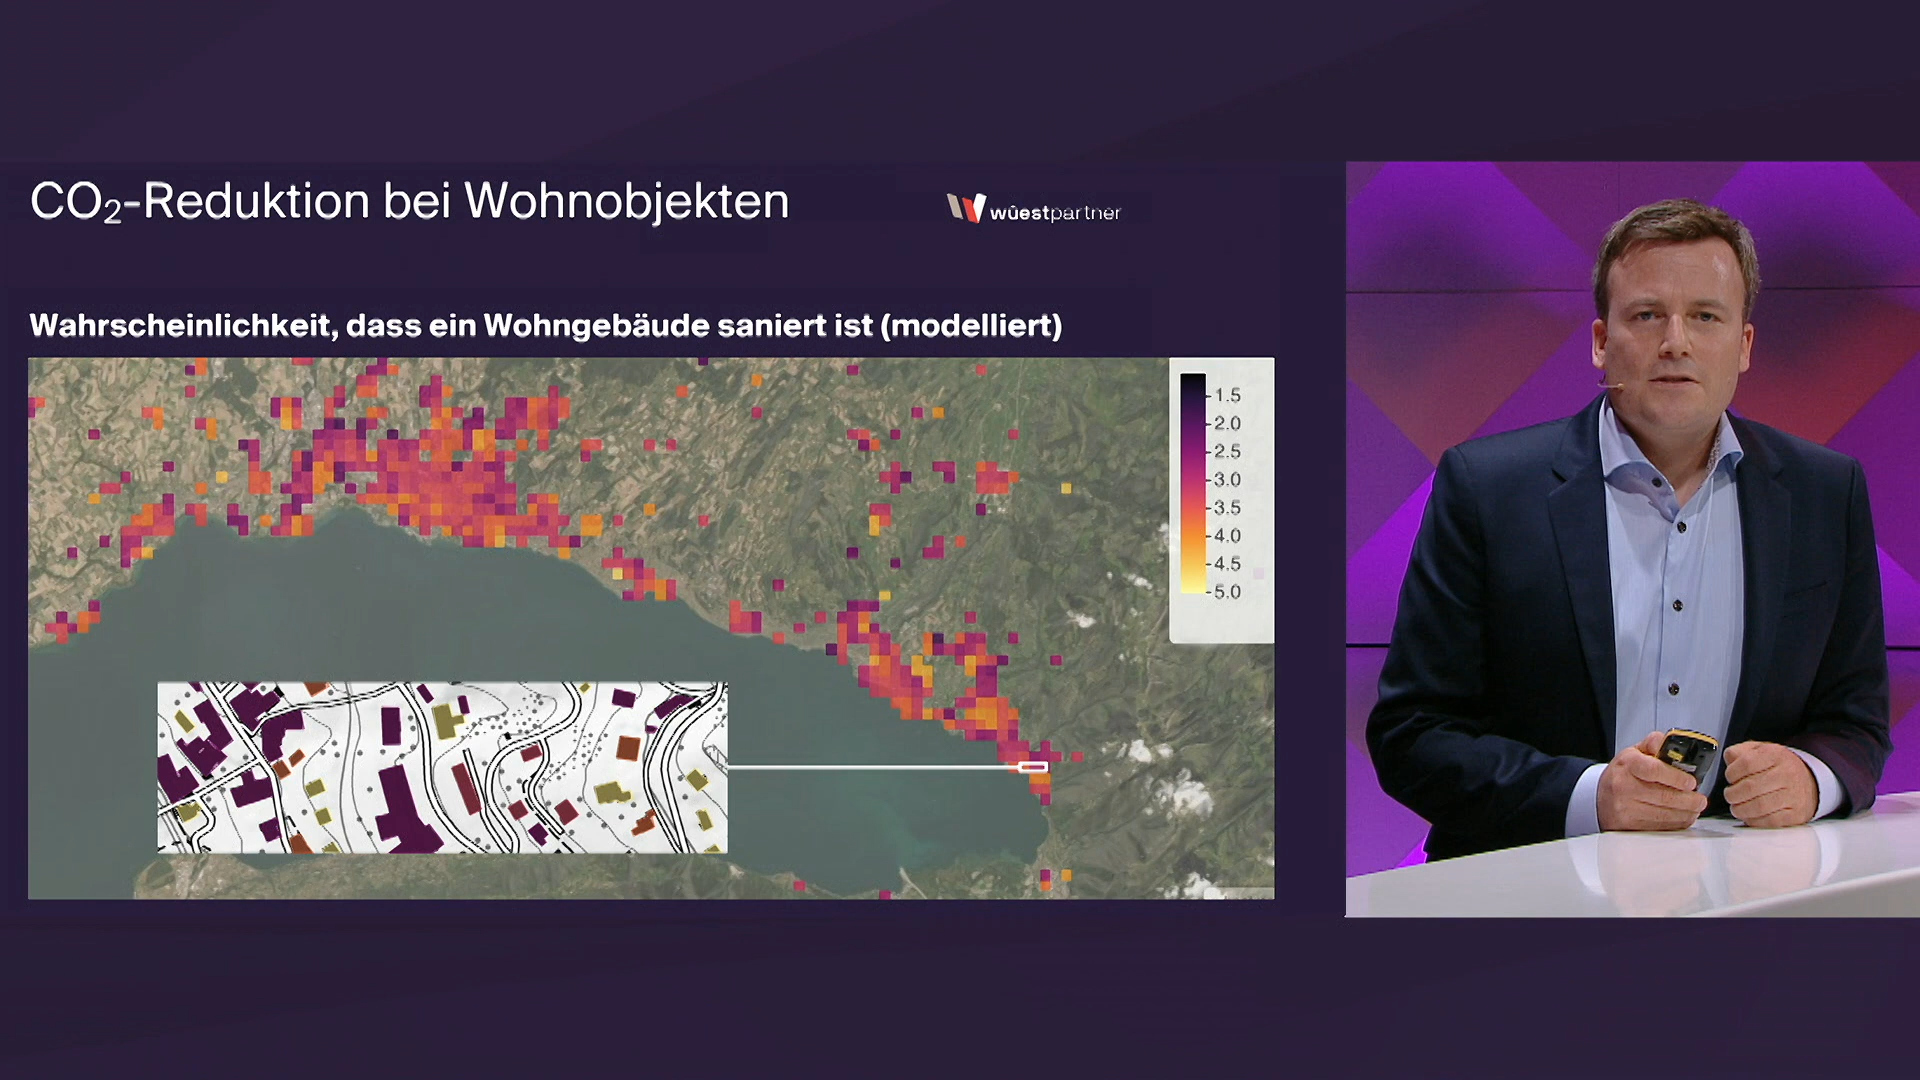 CO₂-Reduktion bei Wohnobjekten
wüestpartner
Wahrscheinlichkeit, dass ein Wohngebäude saniert ist (modelliert)
1.5
2.0
2.5
3.0
3.5
4.0
4.5
5.0